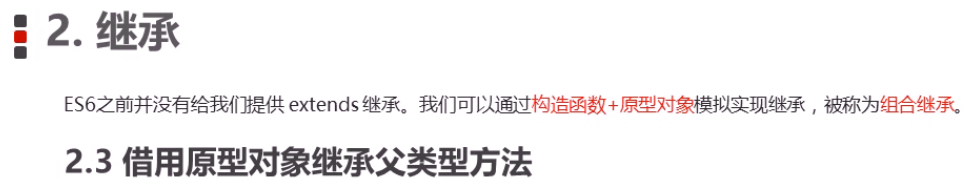 2. 继承
ES6之前并没有给我们提供 extends 继承。我们可以通过构造函数+原型对象模拟实现继承，被称为组合继承。
2.3 借用原型对象继承父类型方法